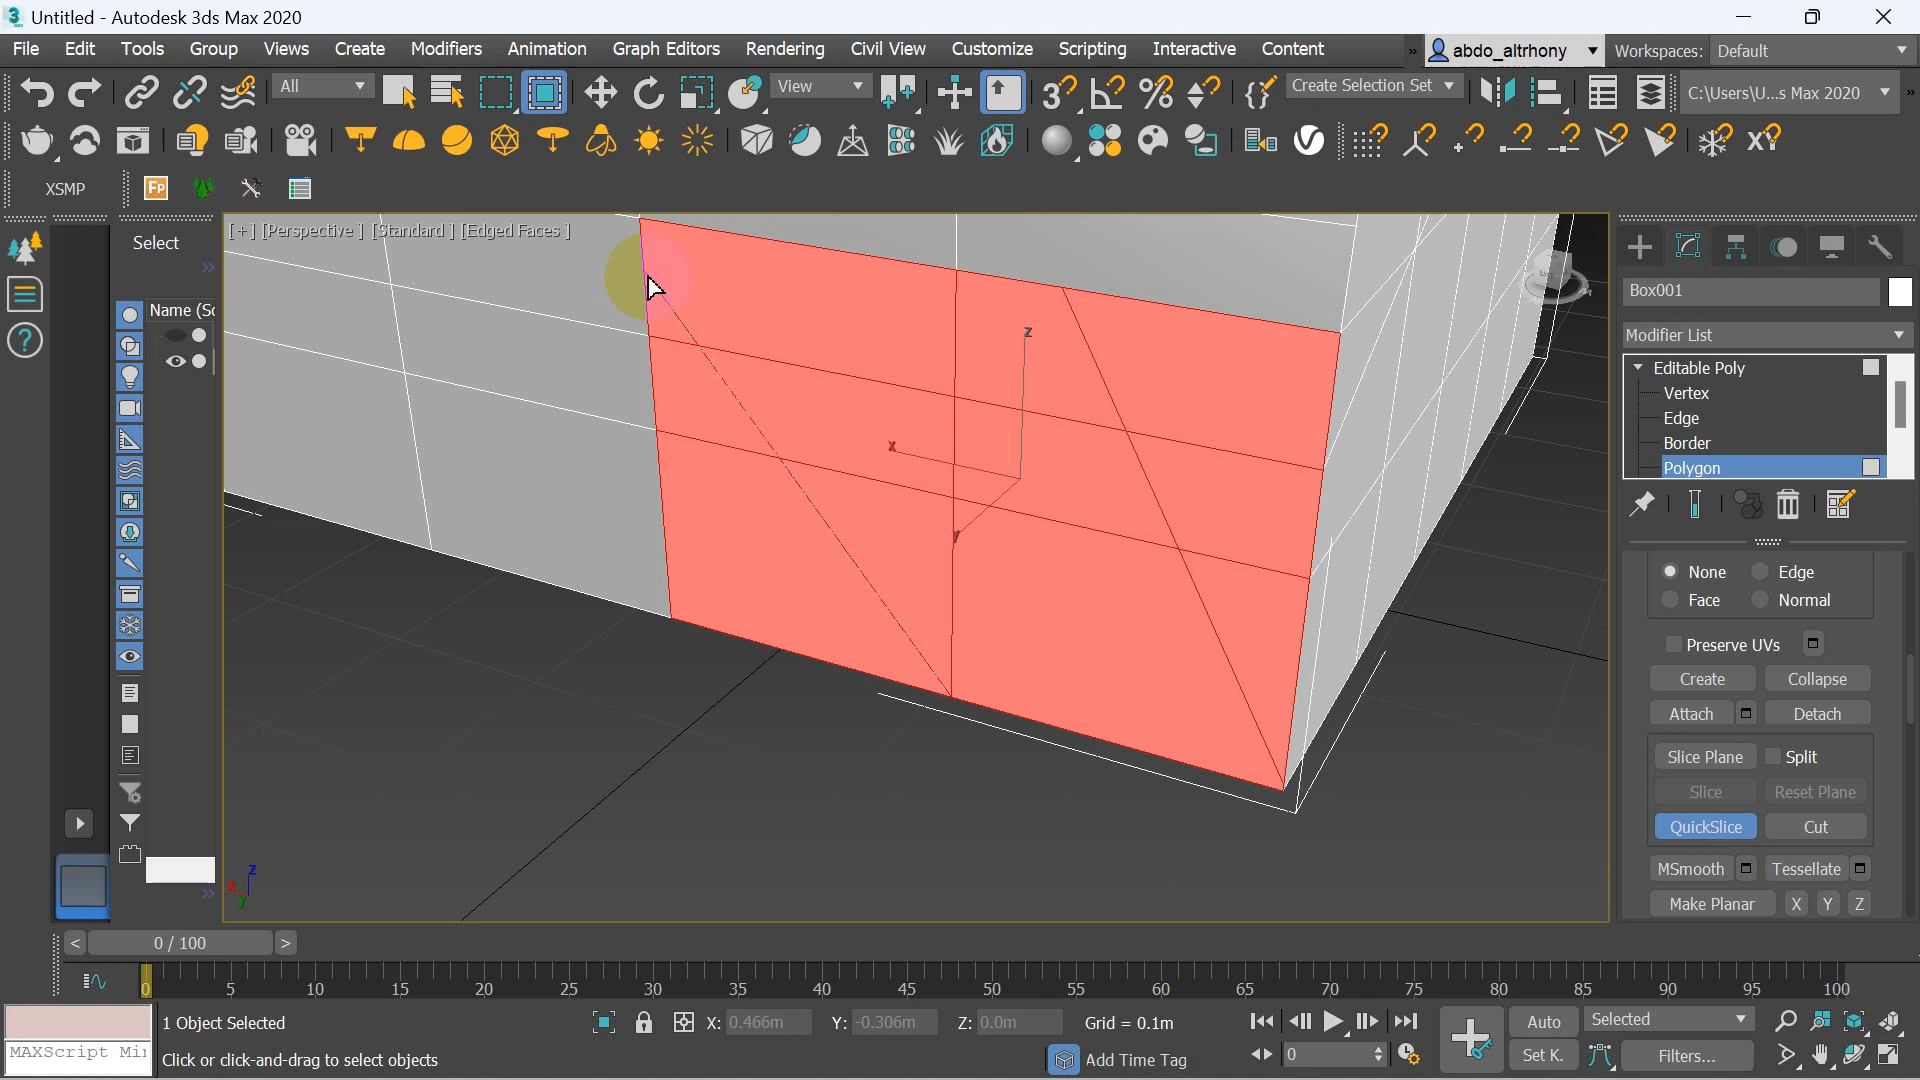 Untitled - Autodesk 3ds Max 2020
File Edit Tools Group Views Create Modifiers Animation Graph Editors Rendering Civil View Customize Scripting Interactive Content
abdo_altrhony Workspaces: Default
All View Create Selection Set C:\Users\U...s Max 2020
XSMP Fp
Select
Name (Sc
[+] [Perspective ] [Standard ] [Edged Faces ]
z
x
y
z
x
y
Box001
Modifier List
Editable Poly
Vertex
Edge
Border
Polygon
None Edge
Face Normal
Preserve UVs
Create Collapse
Attach Detach
Slice Plane Split
Slice Reset Plane
QuickSlice Cut
MSmooth Tessellate
Make Planar X Y Z
< 0 / 100 >
0 5 10 15 20 25 30 35 40 45 50 55 60 65 70 75 80 85 90 95 100
1 Object Selected X: 0.466m Y: -0.306m Z: 0.0m Grid = 0.1m Auto Selected
MAXScript Mi Click or click-and-drag to select objects Add Time Tag 0 Set K. Filters...